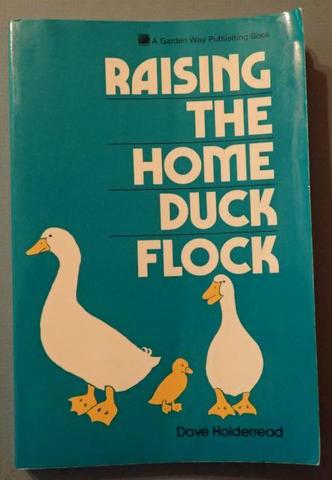 A Garden Way Publishing Book
RAISING
THE
HOME
DUCK
FLOCK
Dave Holderread